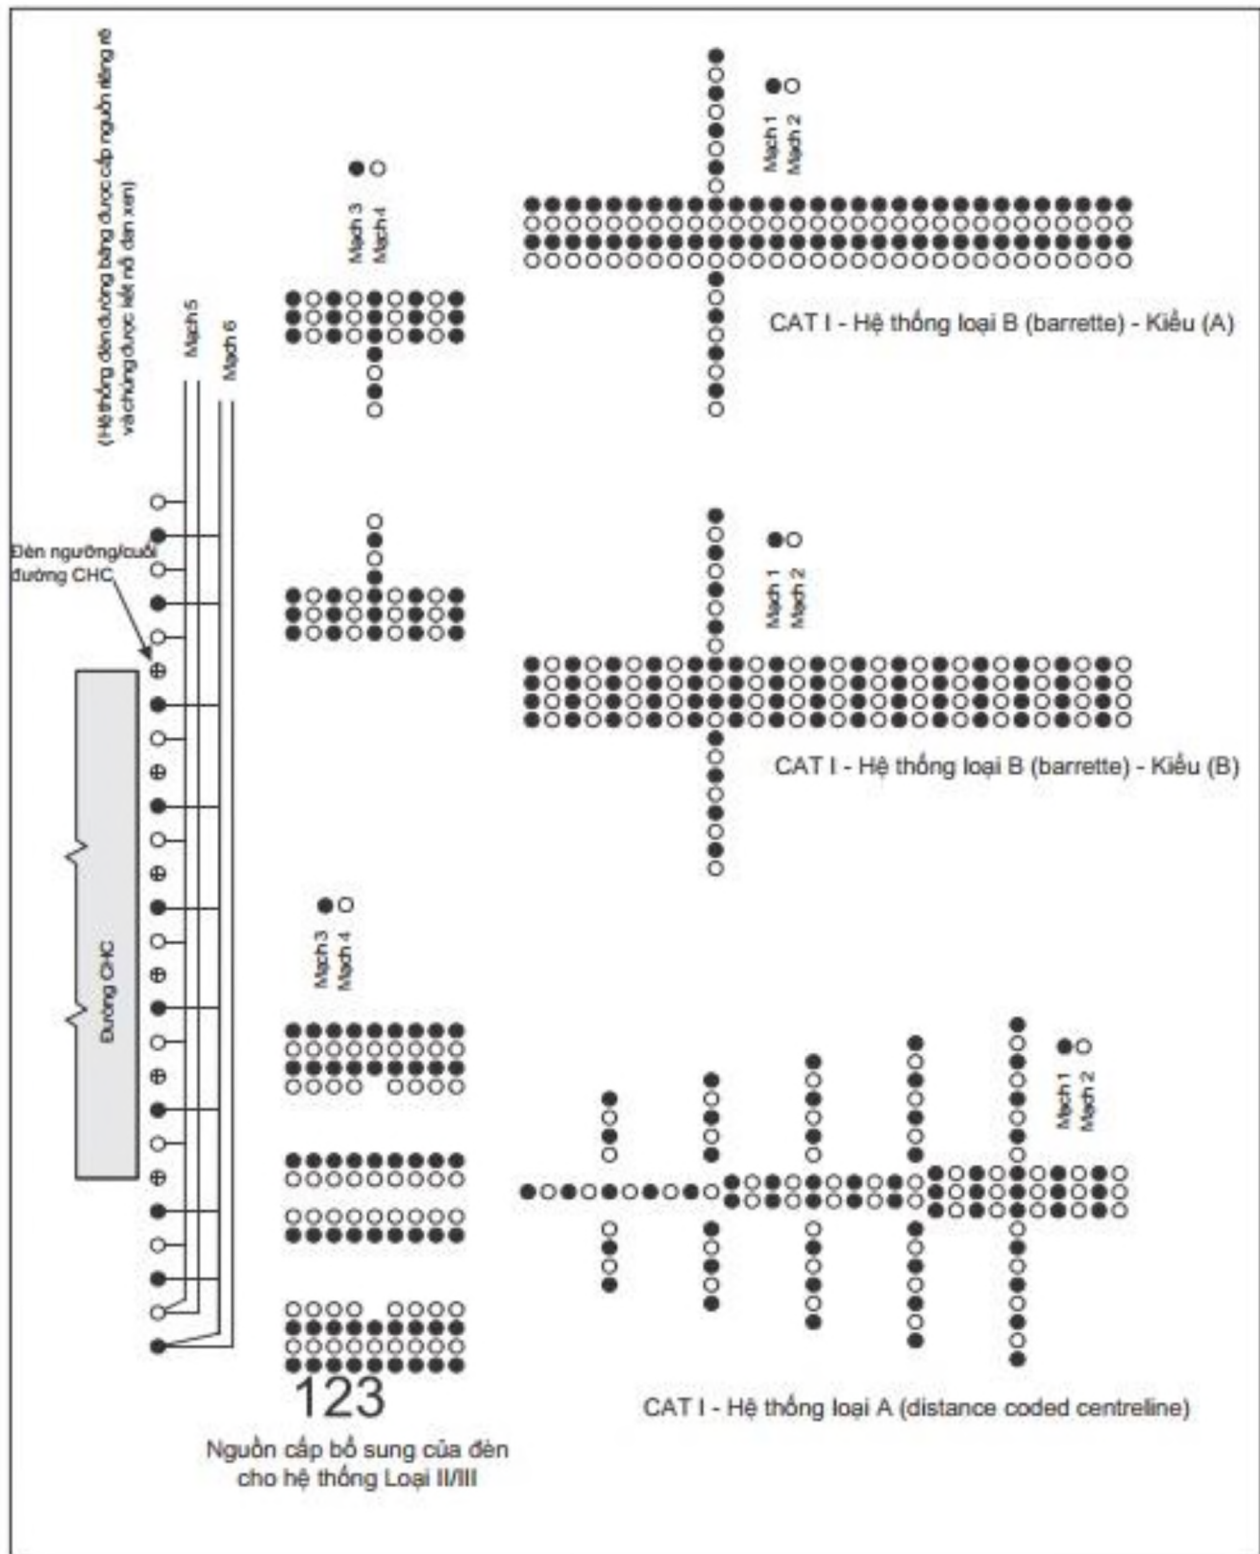 (Hệ thống đèn đường băng được cấp nguồn riêng rẽ
và chúng được kết nối đan xen)
Mạch 5
Mạch 6
Mạch 3
Mạch 4
Mạch 1
Mạch 2
CAT I - Hệ thống loại B (barrette) - Kiểu (A)
Đèn ngưỡng/cuối
đường CHC
Mạch 1
Mạch 2
CAT I - Hệ thống loại B (barrette) - Kiểu (B)
Đường CHC
Mạch 3
Mạch 4
Mạch 1
Mạch 2
123
CAT I - Hệ thống loại A (distance coded centreline)
Nguồn cấp bổ sung của đèn
cho hệ thống Loại II/III